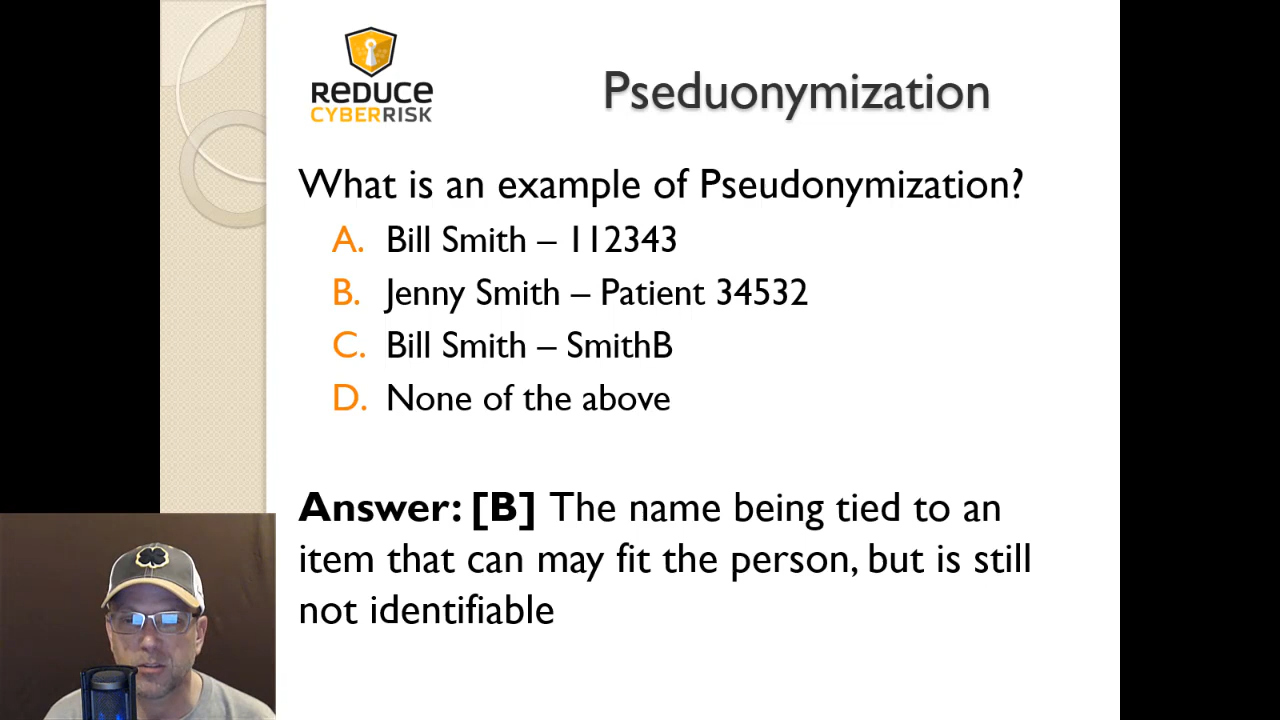 REDUCE
CYBERRISK
Pseduonymization
What is an example of Pseudonymization?
A. Bill Smith – 112343
B. Jenny Smith – Patient 34532
C. Bill Smith – SmithB
D. None of the above
Answer: [B] The name being tied to an
item that can may fit the person, but is still
not identifiable